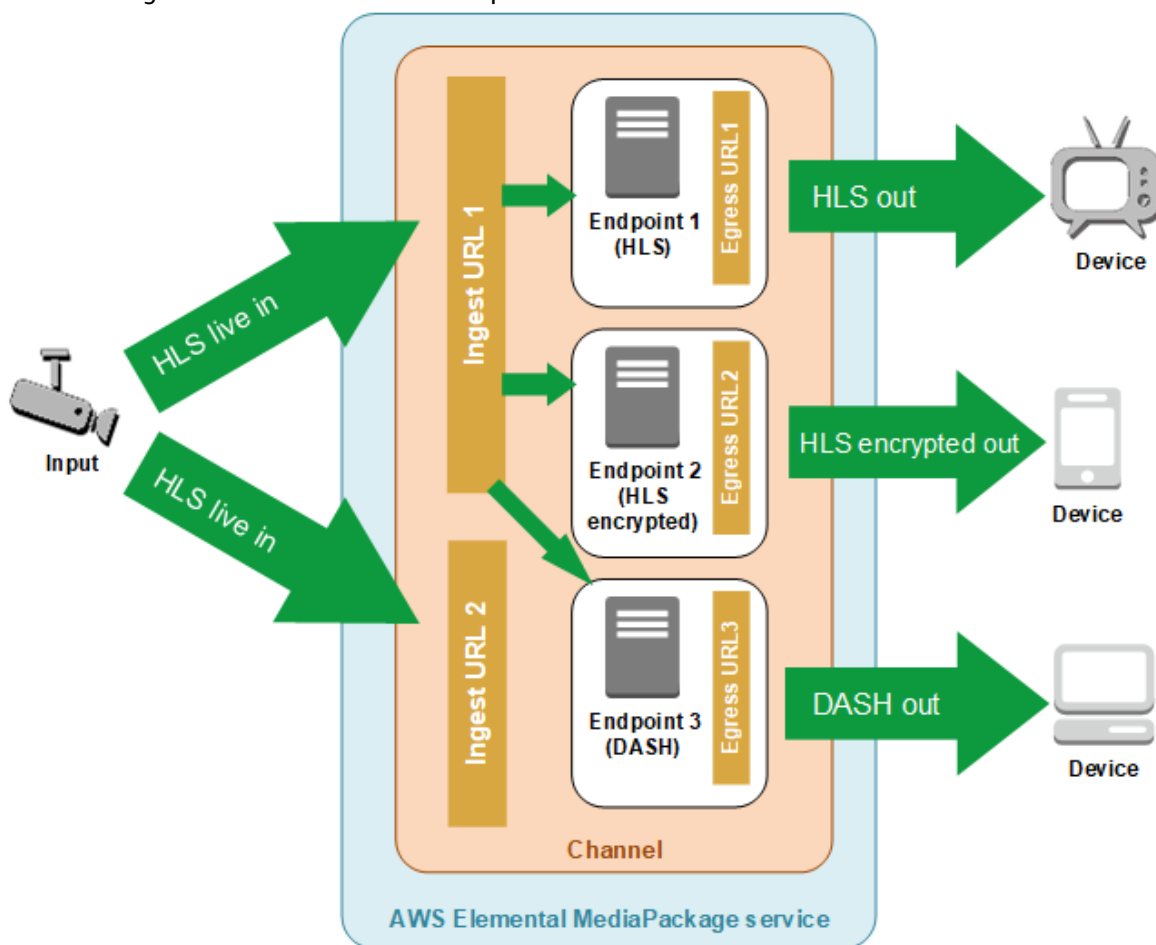 HLS live in
HLS live in
Input
Ingest URL 1
Ingest URL 2
Endpoint 1
(HLS)
Egress URL1
Endpoint 2
(HLS
encrypted)
Egress URL2
Endpoint 3
(DASH)
Egress URL3
HLS out
Device
HLS encrypted out
Device
DASH out
Device
Channel
AWS Elemental MediaPackage service